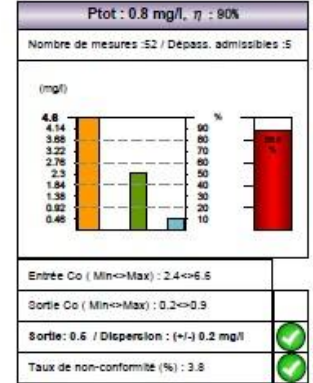 Ptot : 0.8 mg/l, η : 90%
Nombre de mesures :52 / Dépass. admissibles :5
(mg/l) %
4.6
4.14 90
3.68 80
3.22 70
2.76 60
2.3 50
1.84 40
1.38 30
0.92 20
0.46 10
%
Entrée Co ( Min<>Max) : 2.4<=>6.6
Sortie Co ( Min<>Max) : 0.2<=>0.9
Sortie: 0.5 / Dispersion : (+/-) 0.2 mg/l
Taux de non-conformité (%) : 3.8